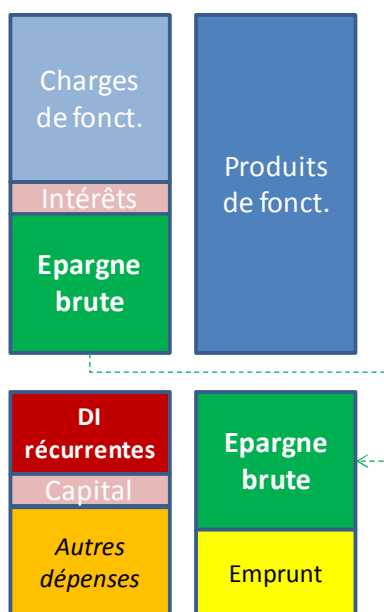 Charges
de fonct.
Intérêts
Epargne
brute
Produits
de fonct.
DI
récurrentes
Capital
Autres
dépenses
Epargne
brute
Emprunt